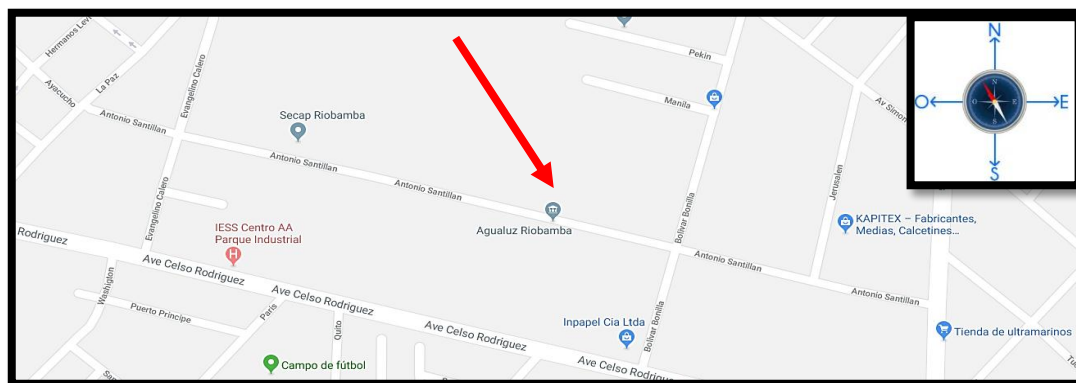 Hermanos Levi
Ayacucho
La Paz
Evangelino Calero
Antonio Santillan
Secap Riobamba
Antonio Santillan
Antonio Santillan
Evangelino Calero
Pekin
Manila
Av Simon
N
O
E
S
Agualuz Riobamba
Bolivar Bonilla
Jerusalen
KAPITEX – Fabricantes,
Medias, Calcetines...
IESS Centro AA
Parque Industrial
Rodriguez
Ave Celso Rodriguez
Ave Celso Rodriguez
Ave Celso Rodriguez
Ave Celso Rodriguez
Antonio Santillan
Antonio Santillan
Washigton
Puerto Principe
Paris
Quito
Inpapel Cia Ltda
Bolivar Bonilla
Tienda de ultramarinos
Campo de fútbol